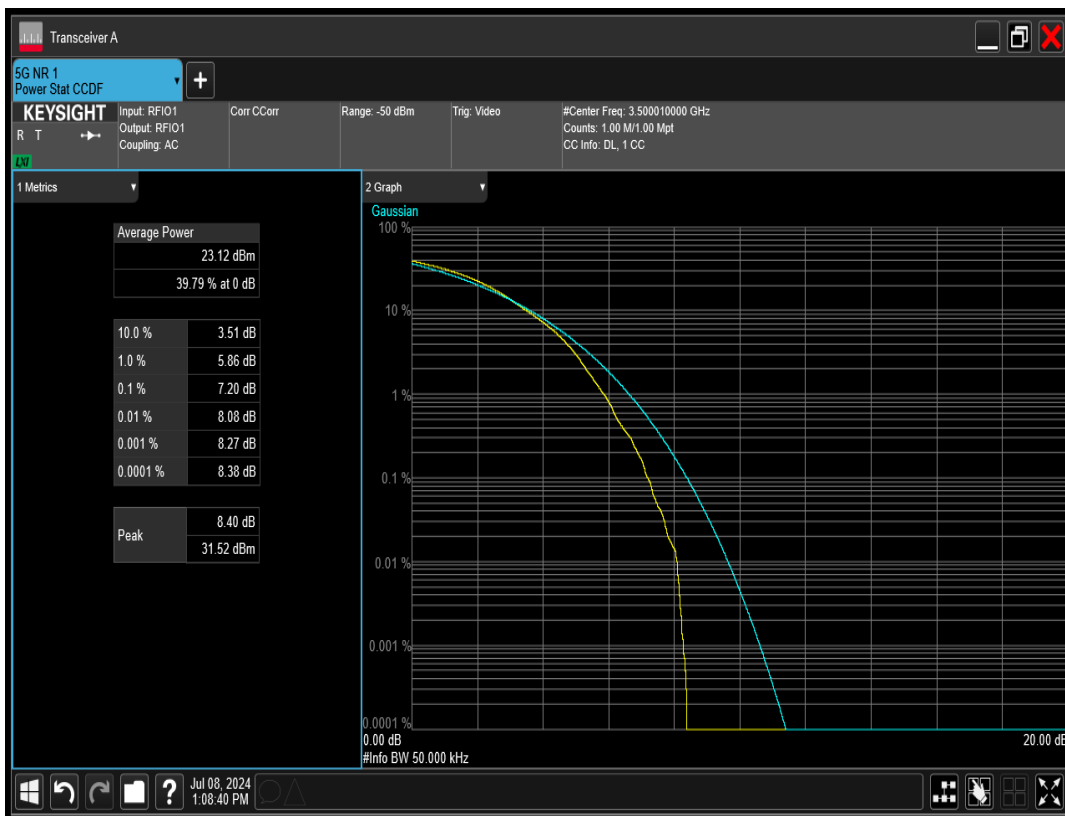 Transceiver A
5G NR 1
Power Stat CCDF
+
KEYSIGHT
R T
LXI
Input: RFIO1
Output: RFIO1
Coupling: AC
Corr CCorr
Range: -50 dBm
Trig: Video
#Center Freq: 3.500010000 GHz
Counts: 1.00 M/1.00 Mpt
CC Info: DL, 1 CC
1 Metrics
Average Power
23.12 dBm
39.79 % at 0 dB
10.0 % 3.51 dB
1.0 % 5.86 dB
0.1 % 7.20 dB
0.01 % 8.08 dB
0.001 % 8.27 dB
0.0001 % 8.38 dB
Peak
8.40 dB
31.52 dBm
2 Graph
Gaussian
100 %
10 %
1 %
0.1 %
0.01 %
0.001 %
0.0001 %
0.00 dB 20.00 dB
#Info BW 50.000 kHz
?
Jul 08, 2024
1:08:40 PM